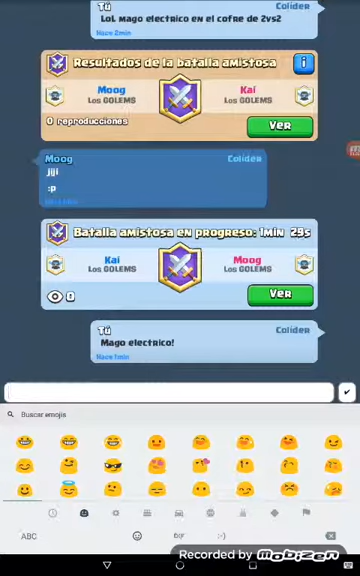 Tú
Colíder
LoL Mago electrico en el cofre de 2vs2
Hace 2min
Resultados de la batalla amistosa
i
Moog
Kai
Los GOLEMS
Los GOLEMS
0 reproducciones
Ver
Moog
Colíder
jiji
:p
Batalla amistosa en progreso: 1min 29s
Kai
Moog
Los GOLEMS
Los GOLEMS
Ver
Tú
Colíder
Mago electrico!
Hace 1min
Buscar emojis
ABC
:-)
Recorded by mobizen